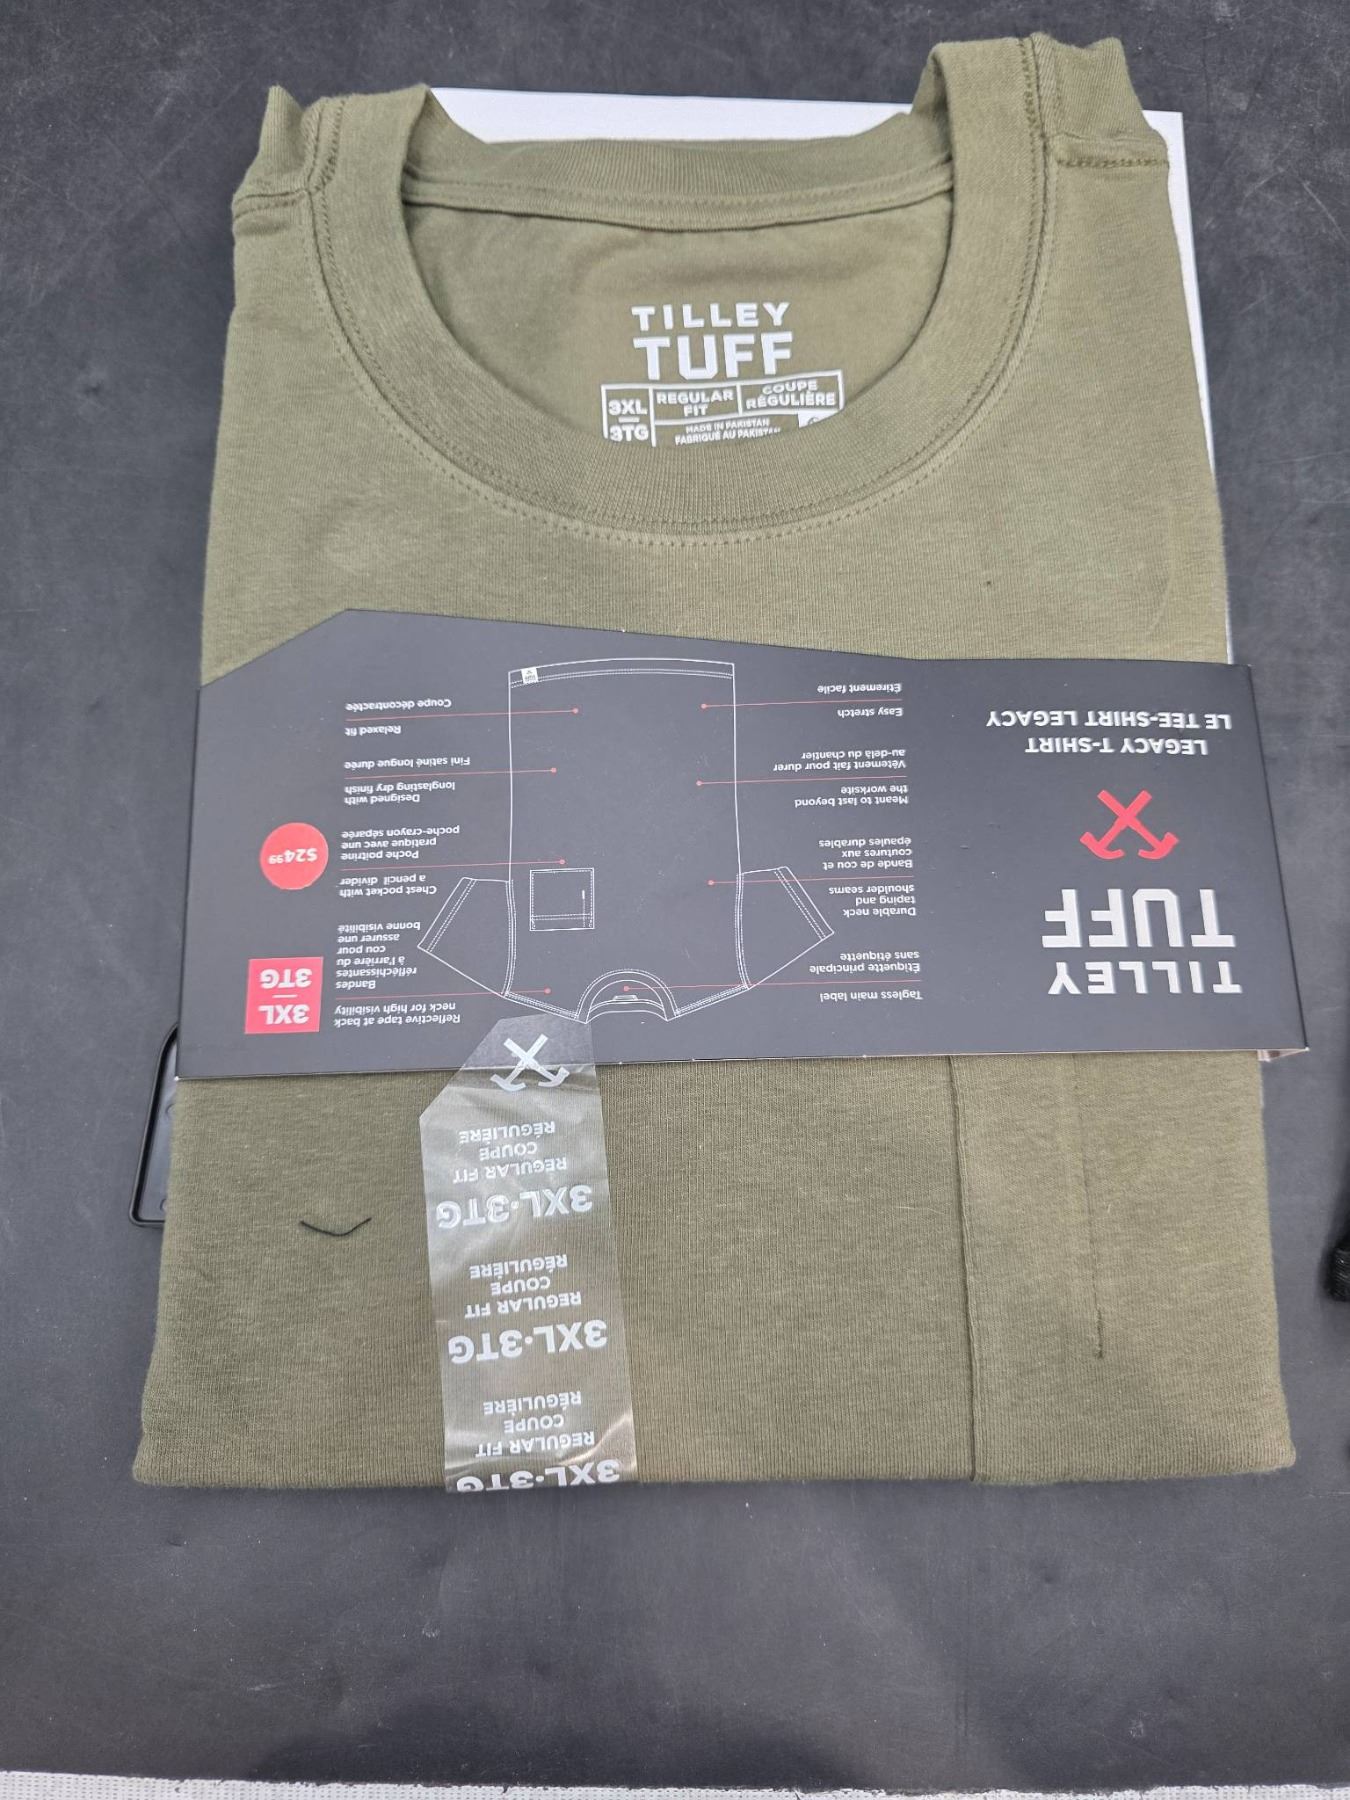 TILLEY
TUFF
3XL
3TG
REGULAR
FIT
COUPE
RÉGULIÈRE
MADE IN PAKISTAN
FABRIQUÉ AU PAKISTAN
TILLEY
TUFF
LEGACY T-SHIRT
LE TEE-SHIRT LEGACY
Tagless main label
Étiquette principale
sans étiquette
Durable neck
taping and
shoulder seams
Bande de cou et
coutures aux
épaules durables
Meant to last beyond
the worksite
Vêtement fait pour durer
au-delà du chantier
Easy stretch
Étirement facile
Reflective tape at back
neck for high visibility
Bandes
réfléchissantes
à l'arrière du
cou pour
assurer une
bonne visibilité
Chest pocket with
a pencil divider
Poche poitrine
pratique avec une
poche-crayon séparée
Designed with
longlasting dry finish
Fini satiné longue durée
Relaxed fit
Coupe décontractée
3XL
3TG
$24.99
3XL·3TG
REGULAR FIT
COUPE
RÉGULIÈRE
3XL·3TG
REGULAR FIT
COUPE
RÉGULIÈRE
3XL·3TG
REGULAR FIT
COUPE
RÉGULIÈRE